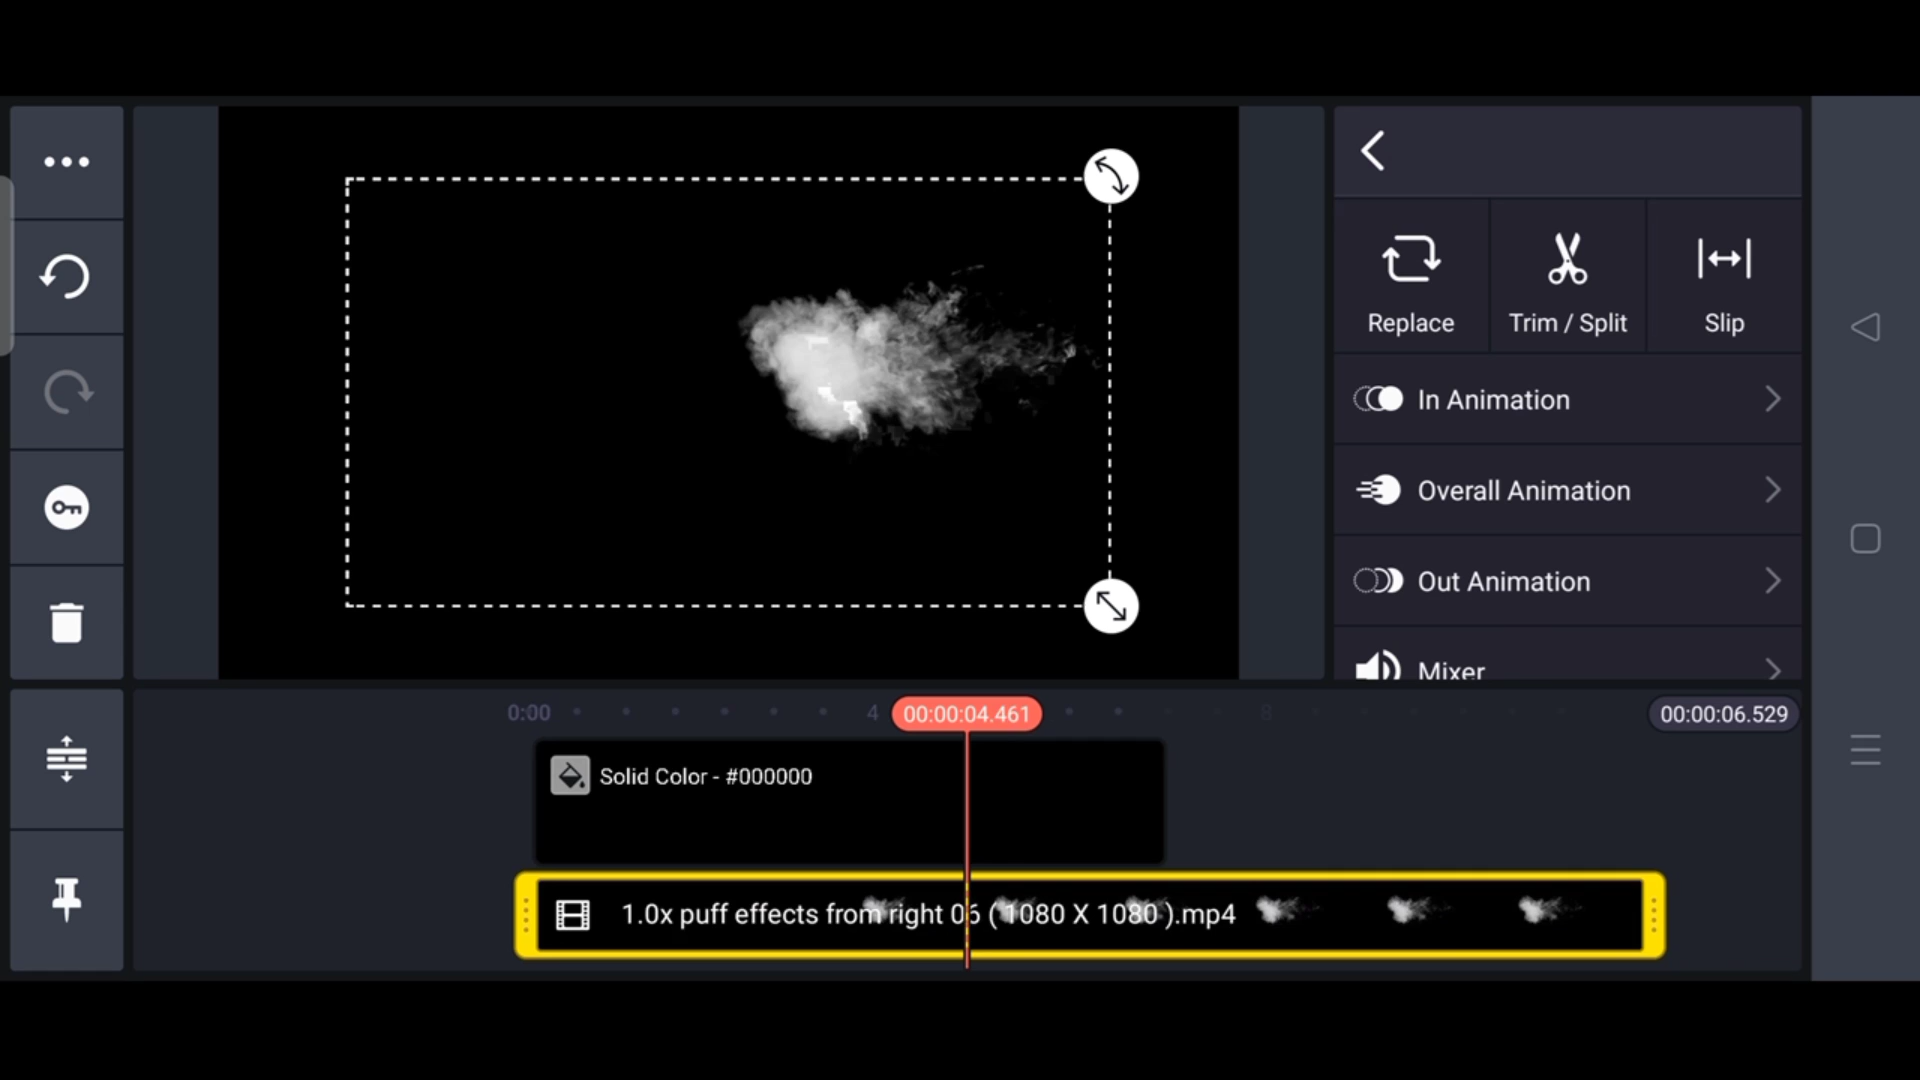 Replace
Trim / Split
Slip
In Animation
Overall Animation
Out Animation
Mixer
0:00
4
00:00:04.461
8
00:00:06.529
Solid Color - #000000
1.0x puff effects from right 06 ( 1080 X 1080 ).mp4